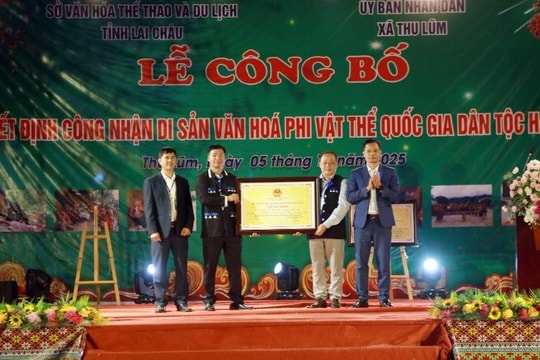 SỞ VĂN HÓA THỂ THAO VÀ DU LỊCH
TỈNH LAI CHÂU
ỦY BAN NHÂN DÂN
XÃ THU LŨM
LỄ CÔNG BỐ
ẾT ĐỊNH CÔNG NHẬN DI SẢN VĂN HOÁ PHI VẬT THỂ QUỐC GIA DÂN TỘC H
05 tháng
2025